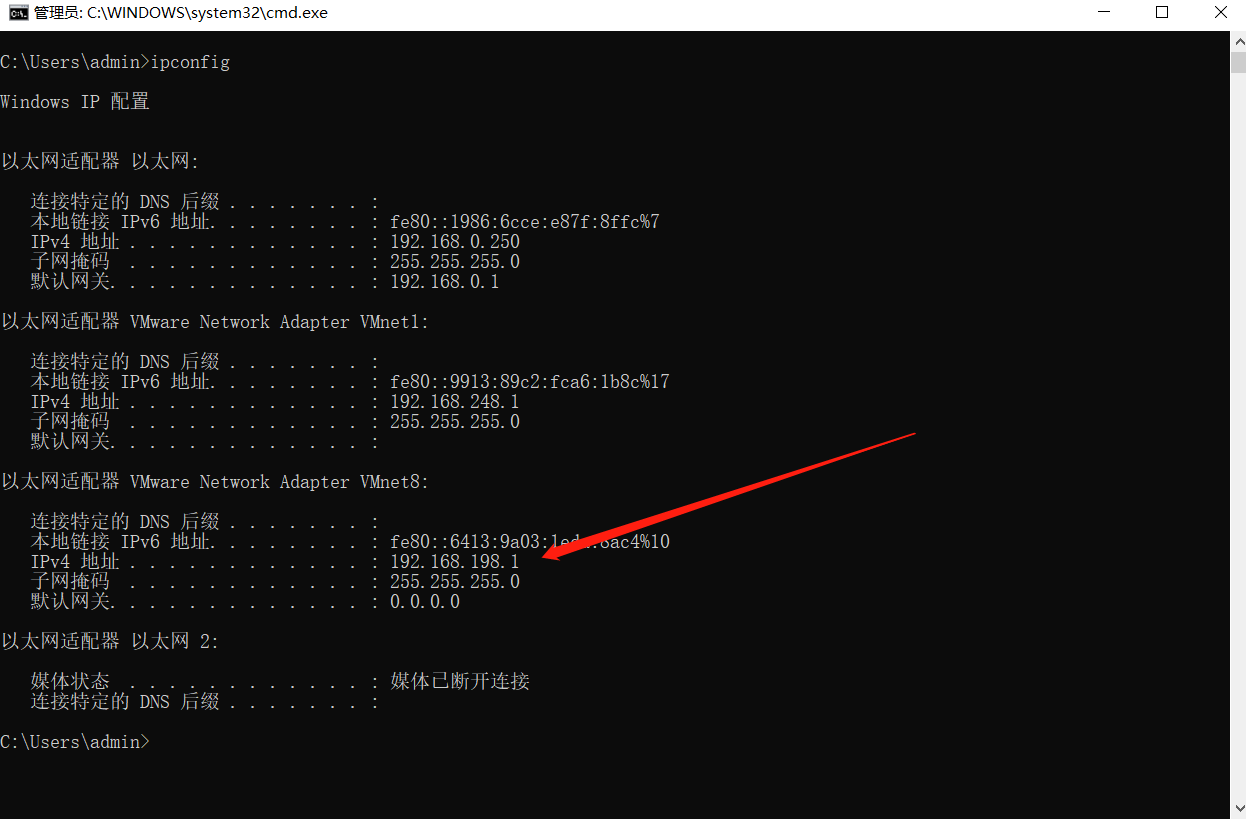 管理员: C:\WINDOWS\system32\cmd.exe
C:\Users\admin>ipconfig
Windows IP 配置
以太网适配器 以太网:
连接特定的 DNS 后缀 . . . . . . . :
本地链接 IPv6 地址. . . . . . . . : fe80::1986:6cce:e87f:8ffc%7
IPv4 地址 . . . . . . . . . . . . : 192.168.0.250
子网掩码 . . . . . . . . . . . . : 255.255.255.0
默认网关. . . . . . . . . . . . . : 192.168.0.1
以太网适配器 VMware Network Adapter VMnet1:
连接特定的 DNS 后缀 . . . . . . . :
本地链接 IPv6 地址. . . . . . . . : fe80::9913:89c2:fca6:1b8c%17
IPv4 地址 . . . . . . . . . . . . : 192.168.248.1
子网掩码 . . . . . . . . . . . . : 255.255.255.0
默认网关. . . . . . . . . . . . . :
以太网适配器 VMware Network Adapter VMnet8:
连接特定的 DNS 后缀 . . . . . . . :
本地链接 IPv6 地址. . . . . . . . :
IPv4 地址 . . . . . . . . . . . . : 192.168.198.1
子网掩码 . . . . . . . . . . . . : 255.255.255.0
默认网关. . . . . . . . . . . . . : 0.0.0.0
以太网适配器 以太网 2:
媒体状态 . . . . . . . . . . . . : 媒体已断开连接
连接特定的 DNS 后缀 . . . . . . . :
C:\Users\admin>